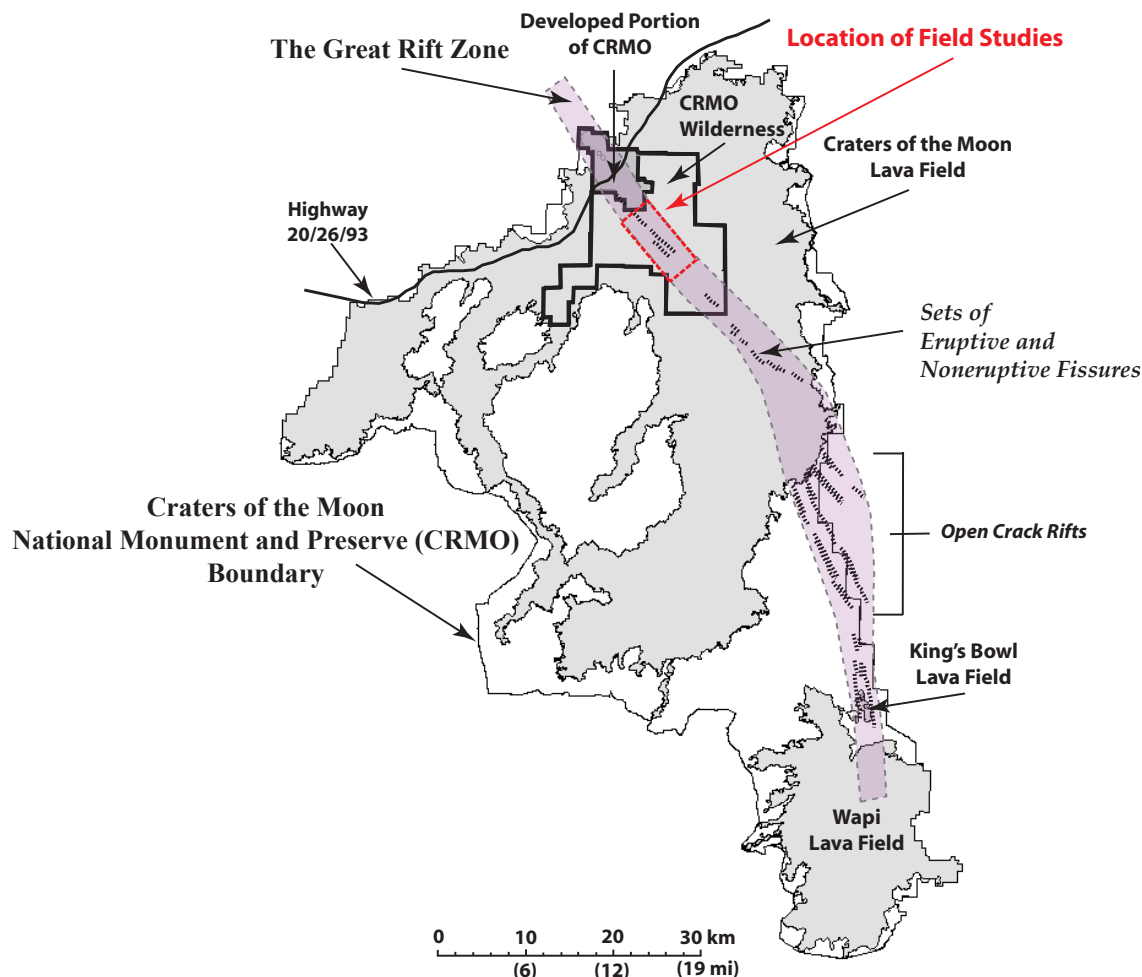 Developed Portion
of CRMO
The Great Rift Zone
Location of Field Studies
CRMO
Wilderness
Craters of the Moon
Lava Field
Highway
20/26/93
Sets of
Eruptive and
Noneruptive Fissures
Craters of the Moon
National Monument and Preserve (CRMO)
Boundary
Open Crack Rifts
King's Bowl
Lava Field
Wapi
Lava Field
0 10 20 30 km
(6) (12) (19 mi)